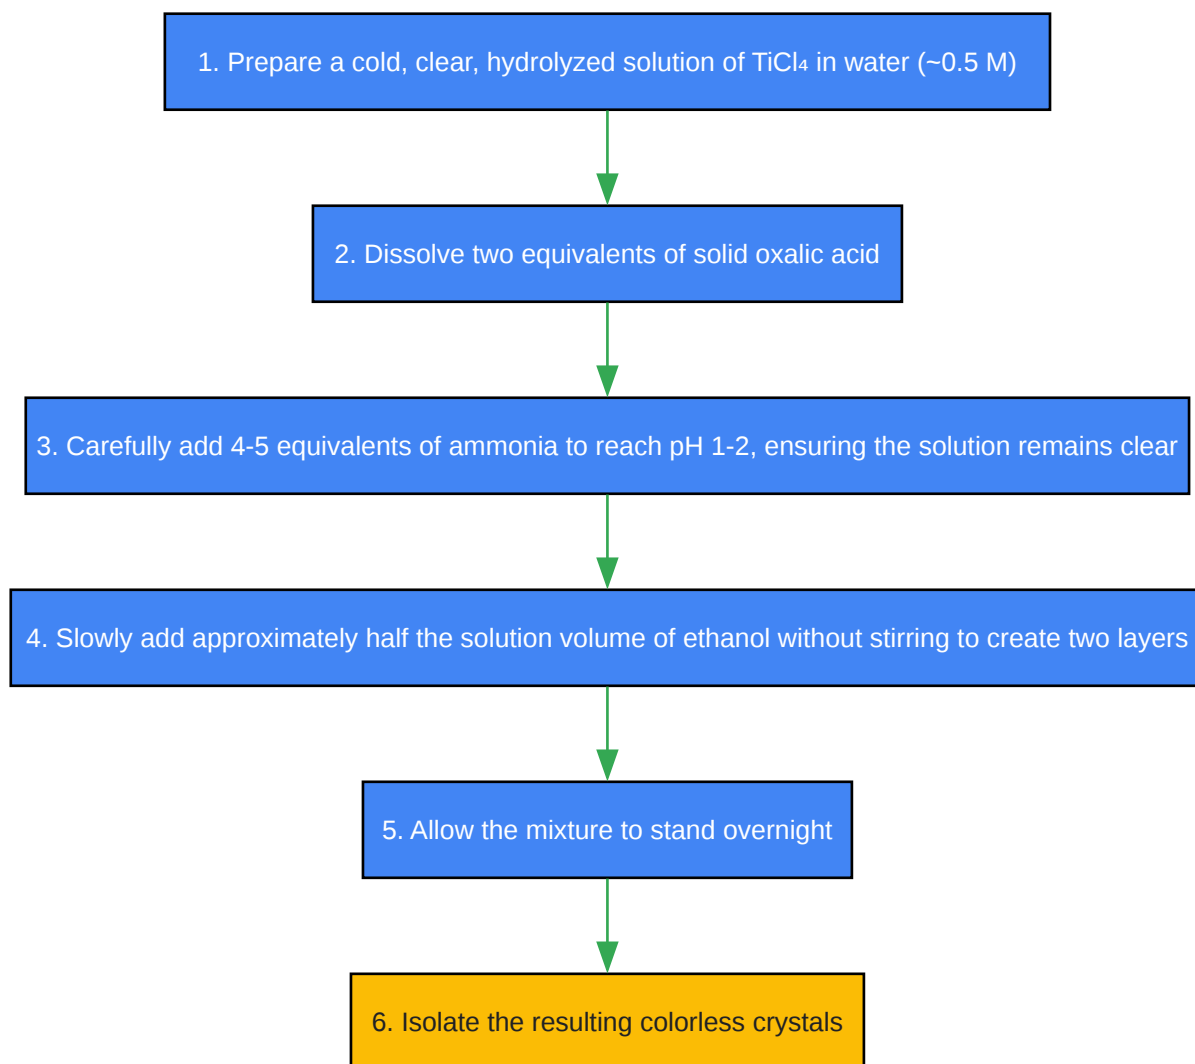 1. Prepare a cold, clear, hydrolyzed solution of TiCl₄ in water (~0.5 M)
2. Dissolve two equivalents of solid oxalic acid
3. Carefully add 4-5 equivalents of ammonia to reach pH 1-2, ensuring the solution remains clear
4. Slowly add approximately half the solution volume of ethanol without stirring to create two layers
5. Allow the mixture to stand overnight
6. Isolate the resulting colorless crystals